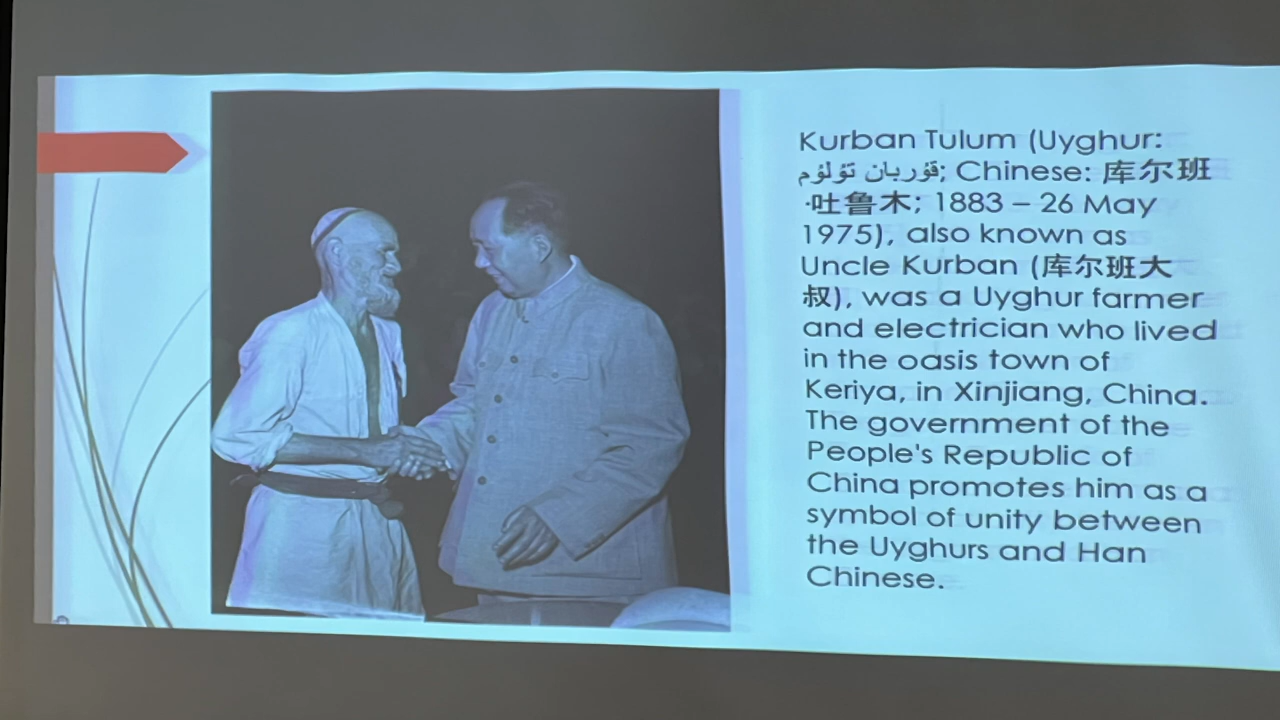 Kurban Tulum (Uyghur:
قۇربان تۇلۇم; Chinese: 库尔班
·吐鲁木; 1883 – 26 May
1975), also known as
Uncle Kurban (库尔班大
叔), was a Uyghur farmer
and electrician who lived
in the oasis town of
Keriya, in Xinjiang, China.
The government of the
People's Republic of
China promotes him as a
symbol of unity between
the Uyghurs and Han
Chinese.